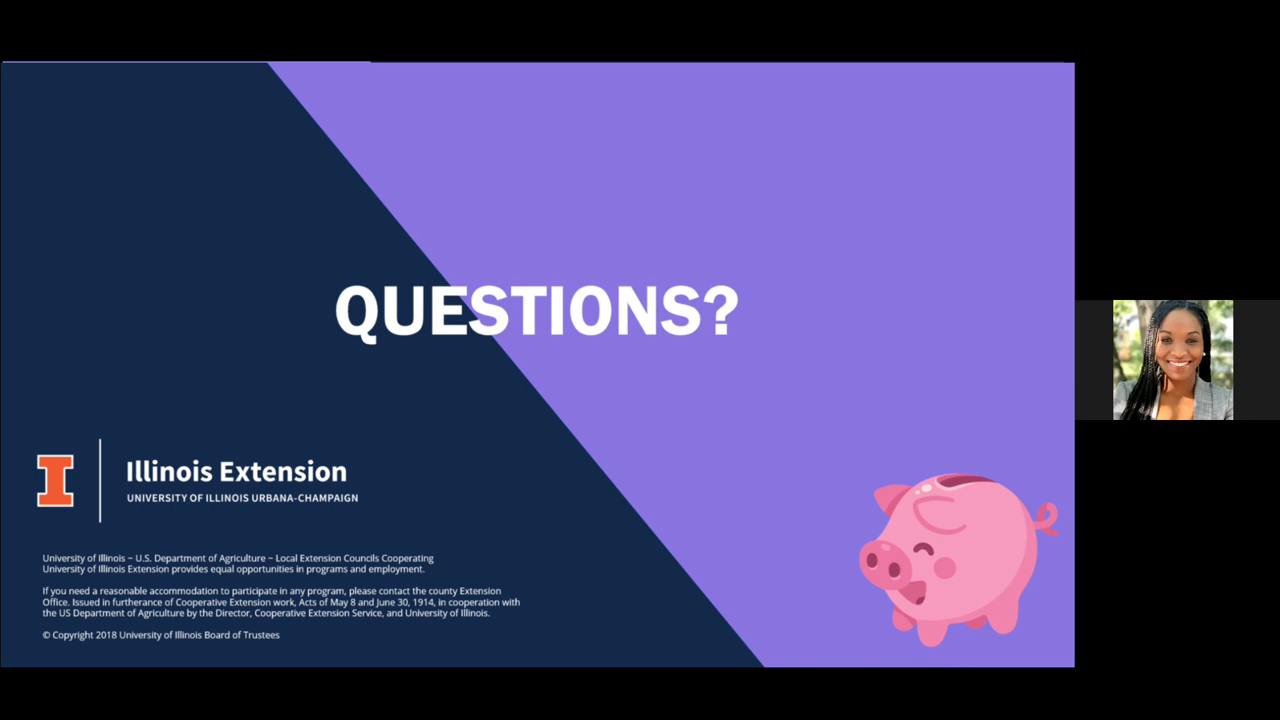 QUESTIONS?
I
Illinois Extension
UNIVERSITY OF ILLINOIS URBANA-CHAMPAIGN
University of Illinois ~ U.S. Department of Agriculture ~ Local Extension Councils Cooperating
University of Illinois Extension provides equal opportunities in programs and employment.
If you need a reasonable accommodation to participate in any program, please contact the county Extension
Office. Issued in furtherance of Cooperative Extension work, Acts of May 8 and June 30, 1914, in cooperation with
the US Department of Agriculture by the Director, Cooperative Extension Service, and University of Illinois.
© Copyright 2018 University of Illinois Board of Trustees